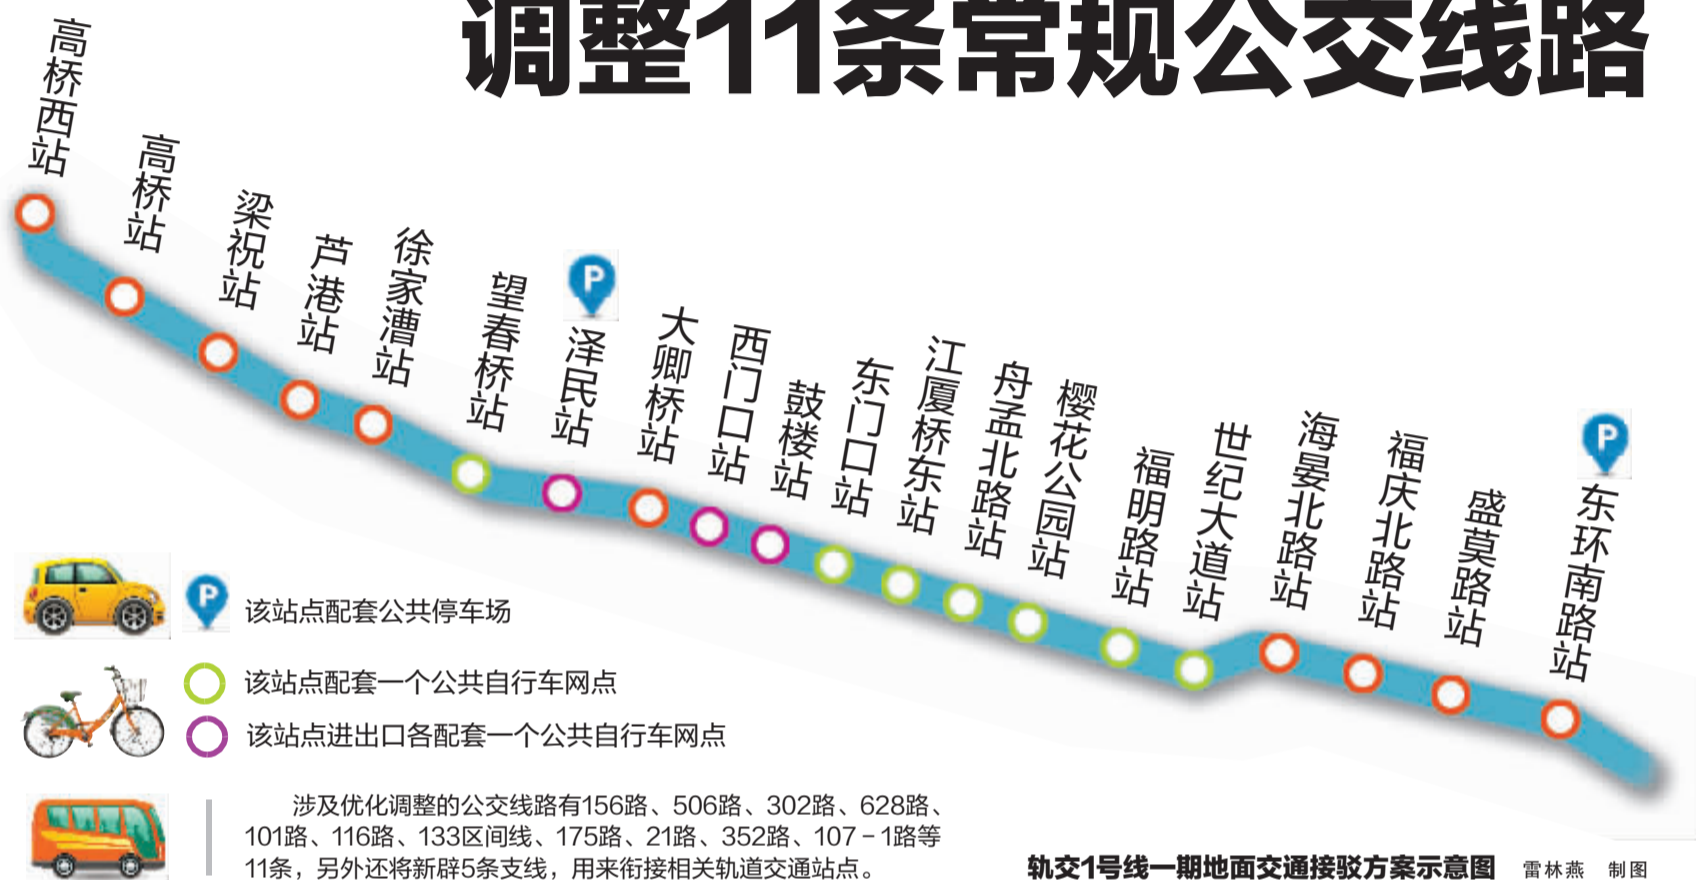 调整11条常规公交线路
高桥西站
高桥站
梁祝站
芦港站
徐家漕站
望春桥站
P
泽民站
大卿桥站
西门口站
鼓楼站
东门口站
江厦桥东站
舟孟北路站
樱花公园站
福明路站
世纪大道站
海晏北路站
福庆北路站
盛莫路站
P
东环南路站
P
该站点配套公共停车场
该站点配套一个公共自行车网点
该站点进出口各配套一个公共自行车网点
涉及优化调整的公交线路有156路、506路、302路、628路、
101路、116路、133区间线、175路、21路、352路、107－1路等
11条，另外还将新辟5条支线，用来衔接相关轨道交通站点。
轨交1号线一期地面交通接驳方案示意图 雷林燕 制图